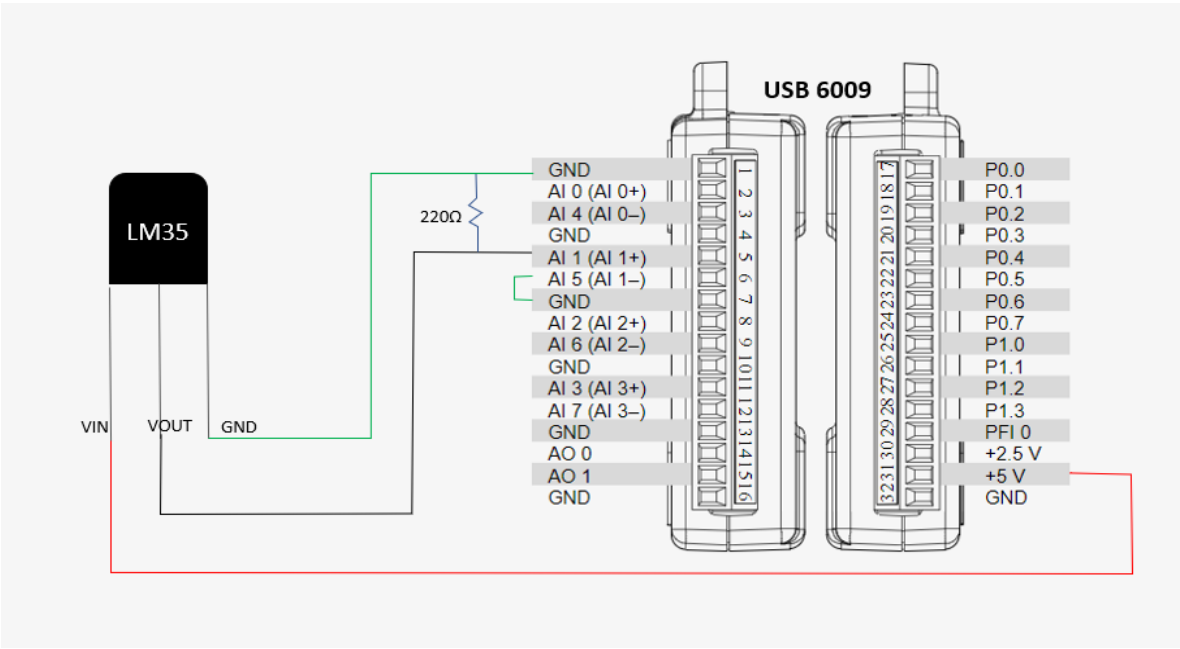 USB 6009
LM35
VIN
VOUT
GND
220Ω
GND
AI 0 (AI 0+)
AI 4 (AI 0–)
GND
AI 1 (AI 1+)
AI 5 (AI 1–)
GND
AI 2 (AI 2+)
AI 6 (AI 2–)
GND
AI 3 (AI 3+)
AI 7 (AI 3–)
GND
AO 0
AO 1
GND
1
2
3
4
5
6
7
8
9
10
11
12
13
14
15
16
17
18
19
20
21
22
23
24
25
26
27
28
29
30
31
32
P0.0
P0.1
P0.2
P0.3
P0.4
P0.5
P0.6
P0.7
P1.0
P1.1
P1.2
P1.3
PFI 0
+2.5 V
+5 V
GND